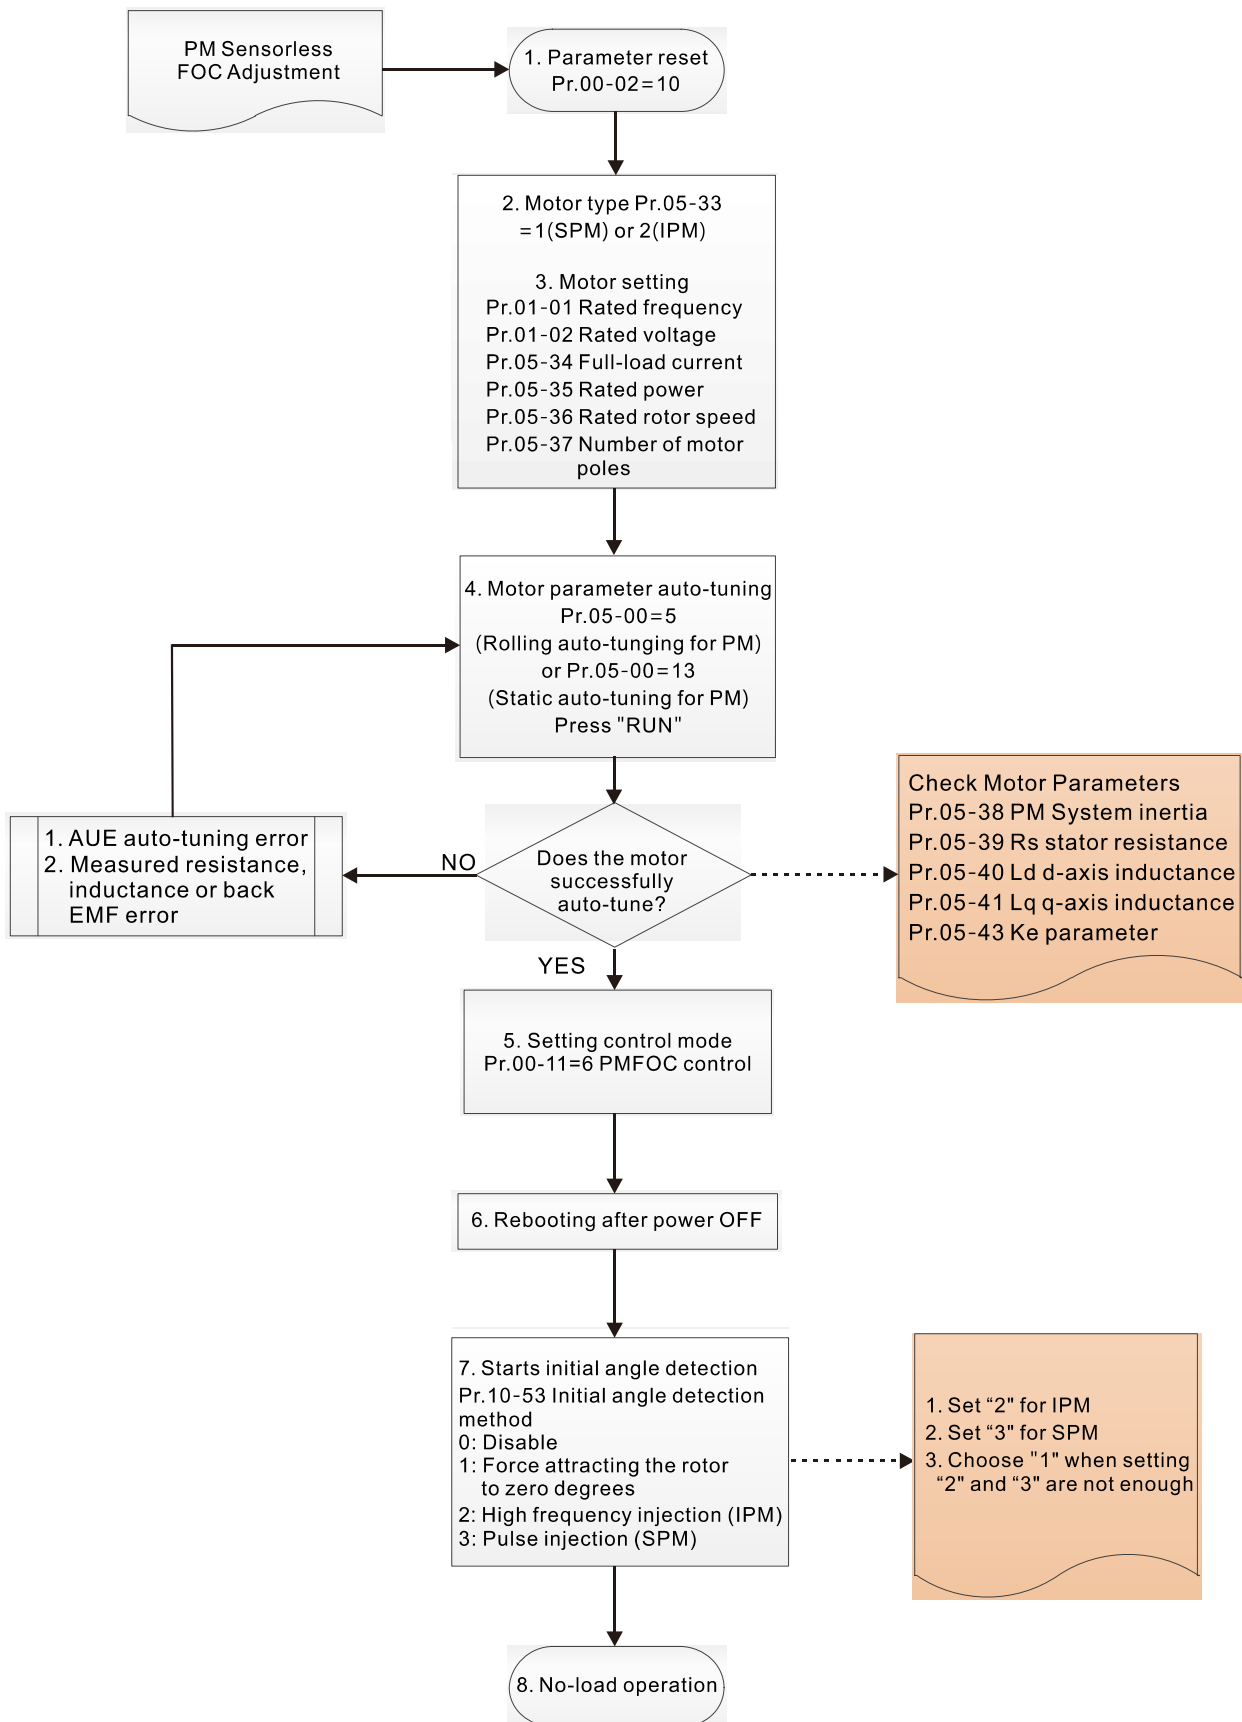 PM Sensorless
FOC Adjustment
1. Parameter reset
Pr.00-02=10
2. Motor type Pr.05-33
=1(SPM) or 2(IPM)
3. Motor setting
Pr.01-01 Rated frequency
Pr.01-02 Rated voltage
Pr.05-34 Full-load current
Pr.05-35 Rated power
Pr.05-36 Rated rotor speed
Pr.05-37 Number of motor
poles
4. Motor parameter auto-tuning
Pr.05-00=5
(Rolling auto-tunging for PM)
or Pr.05-00=13
(Static auto-tuning for PM)
Press "RUN"
Does the motor
successfully
auto-tune?
NO
1. AUE auto-tuning error
2. Measured resistance,
inductance or back
EMF error
Check Motor Parameters
Pr.05-38 PM System inertia
Pr.05-39 Rs stator resistance
Pr.05-40 Ld d-axis inductance
Pr.05-41 Lq q-axis inductance
Pr.05-43 Ke parameter
YES
5. Setting control mode
Pr.00-11=6 PMFOC control
6. Rebooting after power OFF
7. Starts initial angle detection
Pr.10-53 Initial angle detection
method
0: Disable
1: Force attracting the rotor
to zero degrees
2: High frequency injection (IPM)
3: Pulse injection (SPM)
1. Set “2" for IPM
2. Set “3" for SPM
3. Choose "1" when setting
“2" and “3" are not enough
8. No-load operation